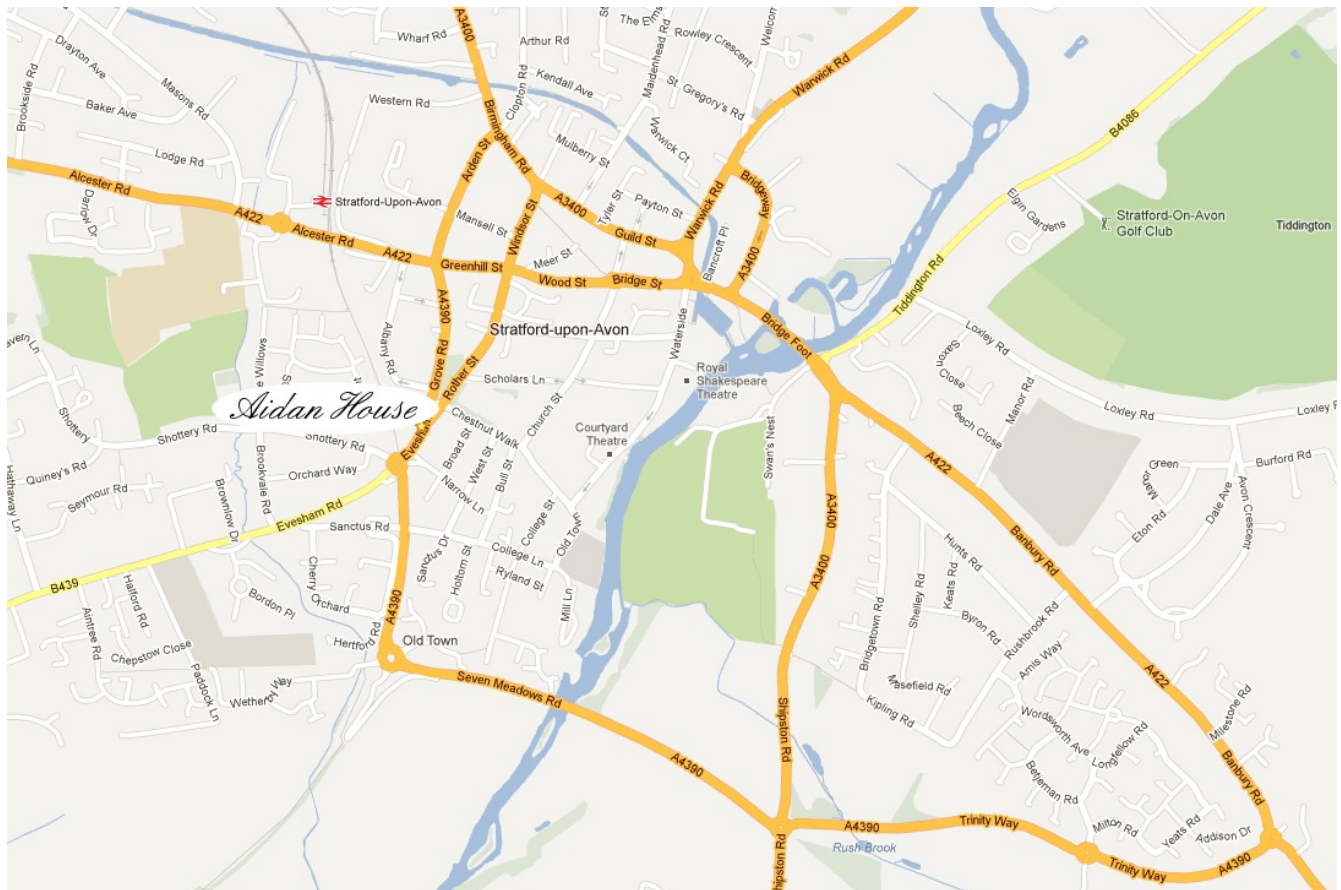 A3400
Wharf Rd
Arthur Rd
The Elms
Maidenhead Rd
Rowley Crescent
Drayton Ave
Masons Rd
Brookside Rd
Baker Ave
Western Rd
Clopton Rd
Kendall Ave
St. Gregory's Rd
Warwick Rd
B4086
Lodge Rd
Arden St
Birmingham Rd
Mulberry St
Warwick Ct
Alcester Rd
Stratford-Upon-Avon
A3400
Tyler St
Payton St
Warwick Rd
Bridgeway
Elgin Gardens
Stratford-On-Avon
Golf Club
Tiddington
A422
Mansell St
Windsor St
Guild St
Bancroft Pl
Alcester Rd
A422
Greenhill St
Meer St
Wood St
Bridge St
A3400
Tiddington Rd
A4390
Albany Rd
Stratford-upon-Avon
Waterside
Bridge Foot
Loxley Rd
Saxon
Close
Grove Rd
Rother St
Scholars Ln
Royal
Shakespeare
Theatre
Manor Rd
Beech Close
Loxley Rd
Loxley Rd
Aidan House
Shottery
Shottery Rd
Shottery Rd
Chestnut Walk
Church St
Courtyard
Theatre
Swan's Nest
A422
Quiney's Rd
Hathaway Ln
Seymour Rd
Orchard Way
Brookvale Rd
Broad St
West St
Bull St
Narrow Ln
Manor Green
Burford Rd
Dale Ave
Avon Crescent
Eton Rd
Brownlow Dr
Evesham Rd
Sanctus Rd
College St
Old Town
A3400
Banbury Rd
B439
Sanctus Dr
Holtom St
College Ln
Ryland St
Mill Ln
A3400
Hunts Rd
Cherry Orchard
Bordon Pl
A4390
Halford Rd
Aintree Rd
Chepstow Close
Paddock Ln
Hertford Rd
Old Town
Bridgetown Rd
Shelley Rd
Keats Rd
Byron Rd
Rushbrook Rd
Amis Way
A422
Seven Meadows Rd
Masefield Rd
Kipling Rd
Shipston Rd
Wordsworth Ave
Longfellow Rd
Milestone Rd
Banbury Rd
A4390
Betjeman Rd
Milton Rd
Yeats Rd
Addison Dr
A4390
Trinity Way
Rush Brook
Trinity Way
A4390